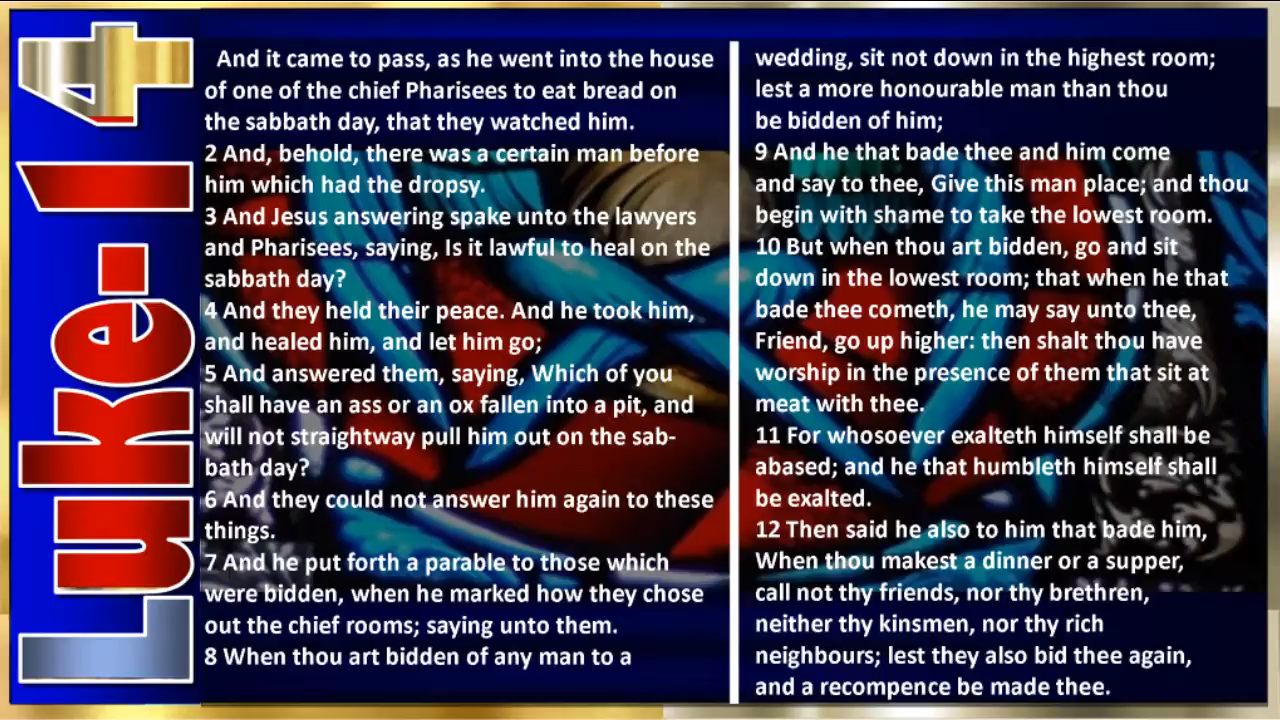 Luke-14
And it came to pass, as he went into the house
of one of the chief Pharisees to eat bread on
the sabbath day, that they watched him.
2 And, behold, there was a certain man before
him which had the dropsy.
3 And Jesus answering spake unto the lawyers
and Pharisees, saying, Is it lawful to heal on the
sabbath day?
4 And they held their peace. And he took him,
and healed him, and let him go;
5 And answered them, saying, Which of you
shall have an ass or an ox fallen into a pit, and
will not straightway pull him out on the sab-
bath day?
6 And they could not answer him again to these
things.
7 And he put forth a parable to those which
were bidden, when he marked how they chose
out the chief rooms; saying unto them.
8 When thou art bidden of any man to a
wedding, sit not down in the highest room;
lest a more honourable man than thou
be bidden of him;
9 And he that bade thee and him come
and say to thee, Give this man place; and thou
begin with shame to take the lowest room.
10 But when thou art bidden, go and sit
down in the lowest room; that when he that
bade thee cometh, he may say unto thee,
Friend, go up higher: then shalt thou have
worship in the presence of them that sit at
meat with thee.
11 For whosoever exalteth himself shall be
abased; and he that humbleth himself shall
be exalted.
12 Then said he also to him that bade him,
When thou makest a dinner or a supper,
call not thy friends, nor thy brethren,
neither thy kinsmen, nor thy rich
neighbours; lest they also bid thee again,
and a recompence be made thee.